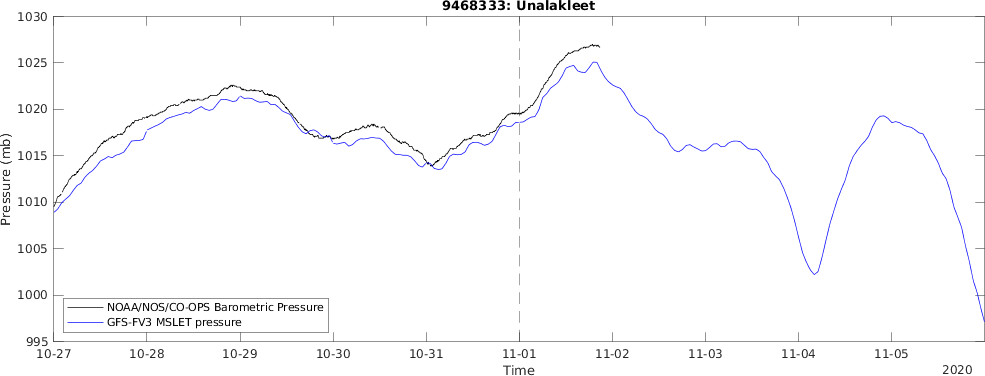 9468333: Unalakleet
Pressure (mb)
1030
1025
1020
1015
1010
1005
1000
995
NOAA/NOS/CO-OPS Barometric Pressure
GFS-FV3 MSLET pressure
10-27 10-28 10-29 10-30 10-31 11-01 11-02 11-03 11-04 11-05
Time
2020